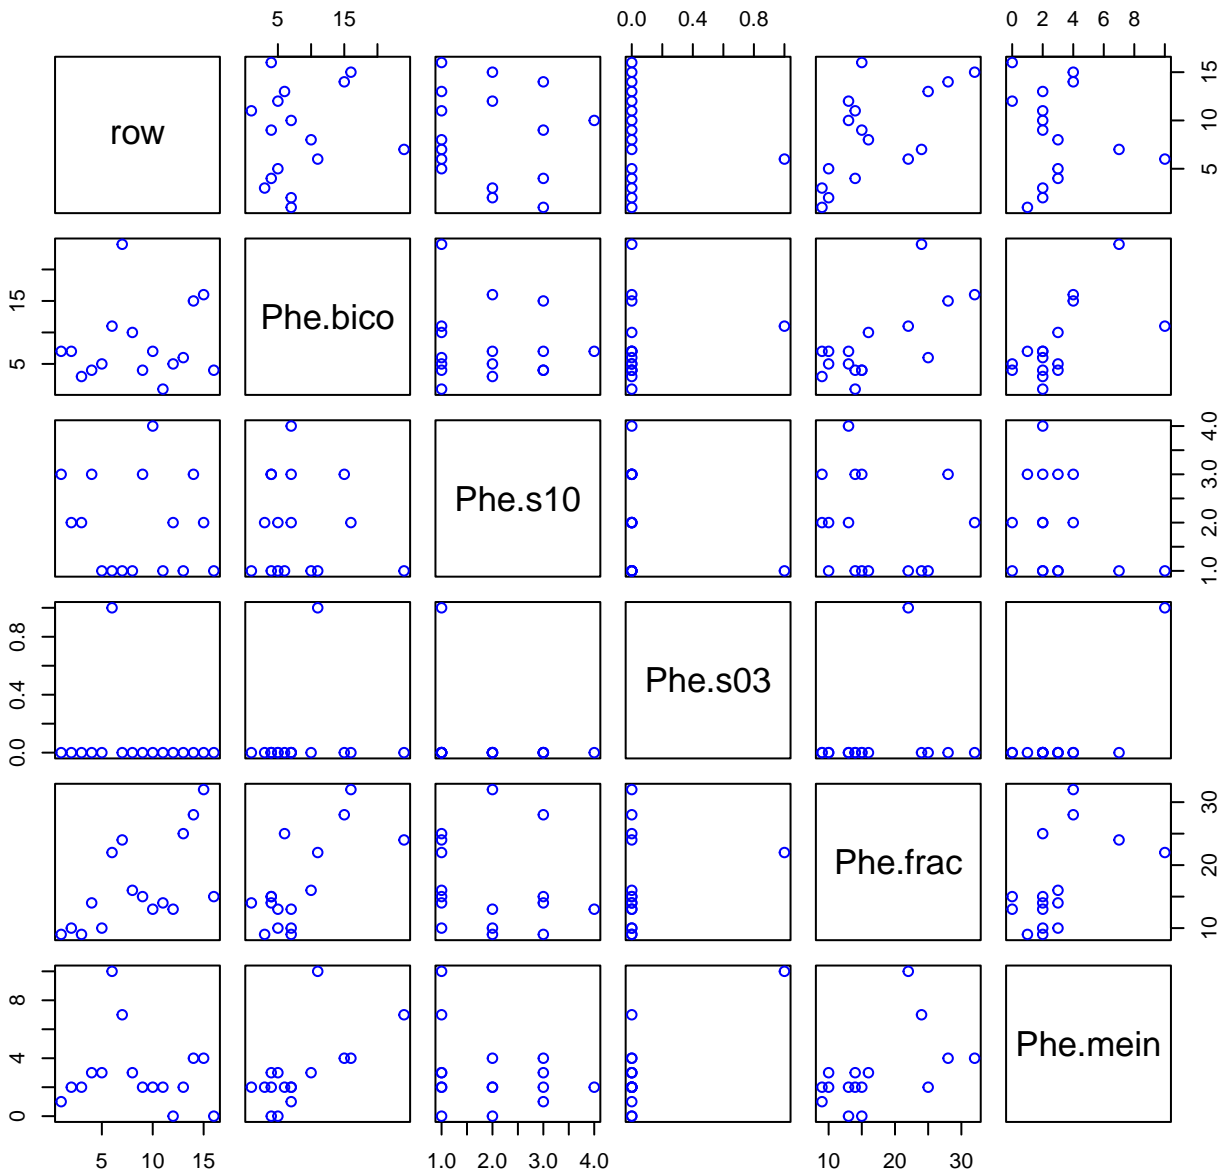 5 15 0.0 0.4 0.8 0 2 4 6 8
row 5 10 15
5 15 Phe.bico
Phe.s10 1.0 2.0 3.0 4.0
0.0 0.4 0.8 Phe.s03
Phe.frac 10 20 30
0 4 8 Phe.mein
5 10 15 1.0 2.0 3.0 4.0 10 20 30